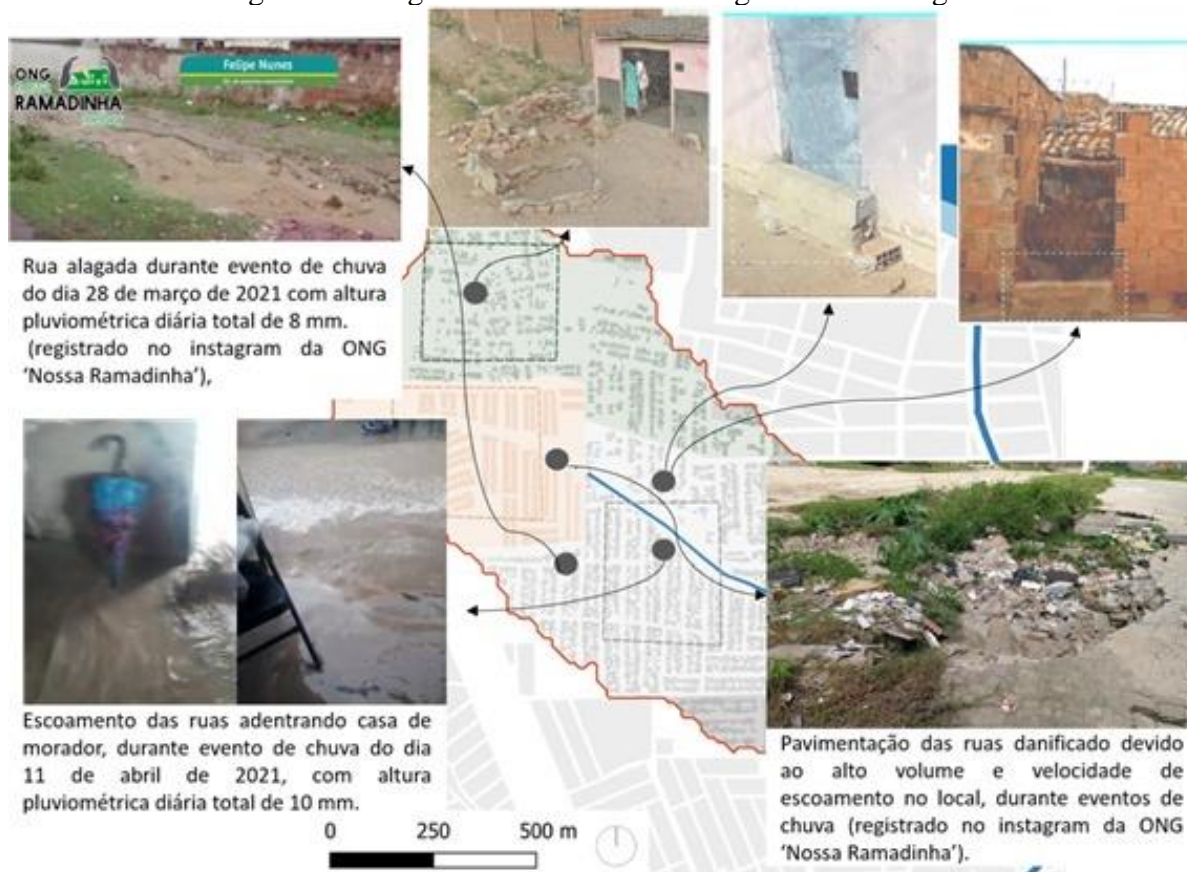 ONG
RAMADINHA
Felipe Nunes
Rua alagada durante evento de chuva
do dia 28 de março de 2021 com altura
pluviométrica diária total de 8 mm.
(registrado no instagram da ONG
'Nossa Ramadinha'),
Escoamento das ruas adentrando casa de
morador, durante evento de chuva do dia
11 de abril de 2021, com altura
pluviométrica diária total de 10 mm.
Pavimentação das ruas danificado devido
ao alto volume e velocidade de
escoamento no local, durante eventos de
chuva (registrado no instagram da ONG
'Nossa Ramadinha').
0 250 500 m